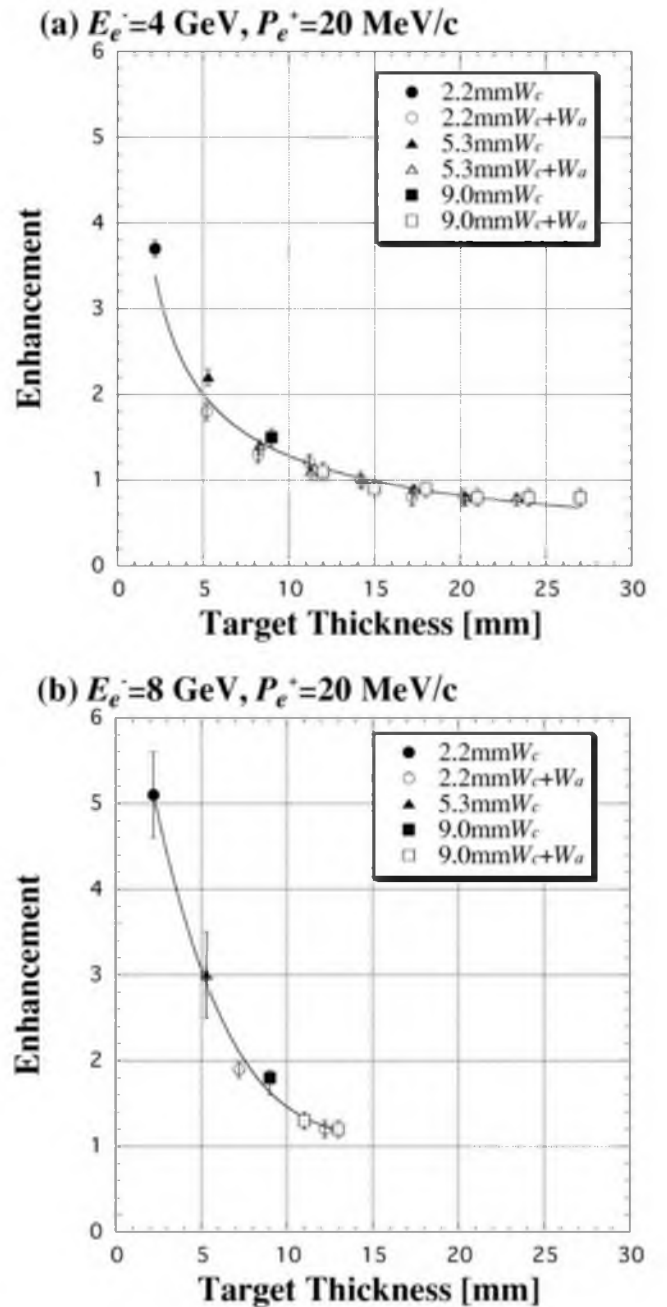 (a) E_e^-=4 GeV, P_e^+=20 MeV/c
6
5
4
3
2
1
0
Enhancement
2.2mmW_c
2.2mmW_c+W_a
5.3mmW_c
5.3mmW_c+W_a
9.0mmW_c
9.0mmW_c+W_a
0 5 10 15 20 25 30
Target Thickness [mm]
(b) E_e^-=8 GeV, P_e^+=20 MeV/c
6
5
4
3
2
1
0
Enhancement
2.2mmW_c
2.2mmW_c+W_a
5.3mmW_c
9.0mmW_c
9.0mmW_c+W_a
0 5 10 15 20 25 30
Target Thickness [mm]